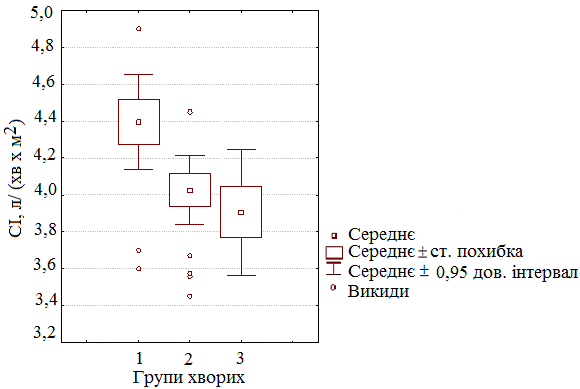 5,0
4,8
4,6
4,4
4,2
4,0
3,8
3,6
3,4
3,2
CI, л/ (хв x м²)
1 2 3
Групи хворих
Середнє
Середнє ± ст. похибка
Середнє ± 0,95 дов. інтервал
Викиди